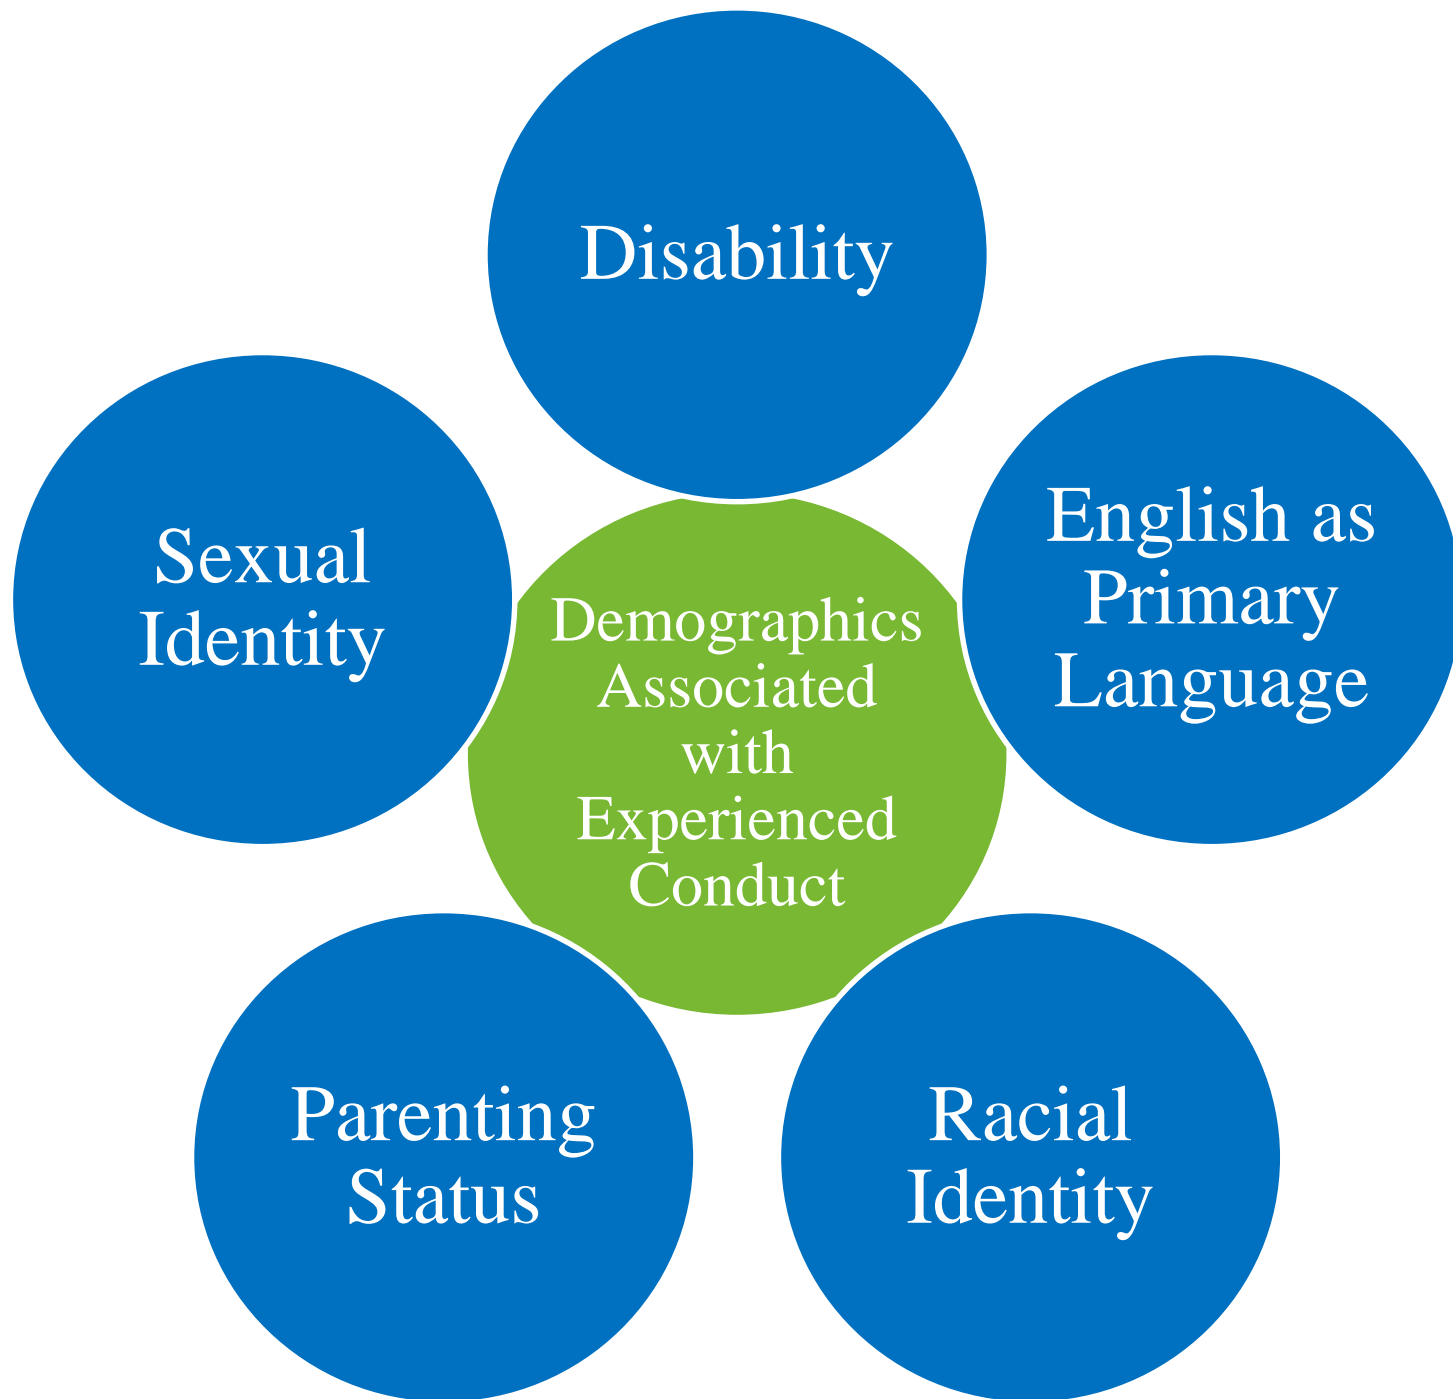 Disability
English as
Primary
Language
Racial
Identity
Parenting
Status
Sexual
Identity
Demographics
Associated
with
Experienced
Conduct